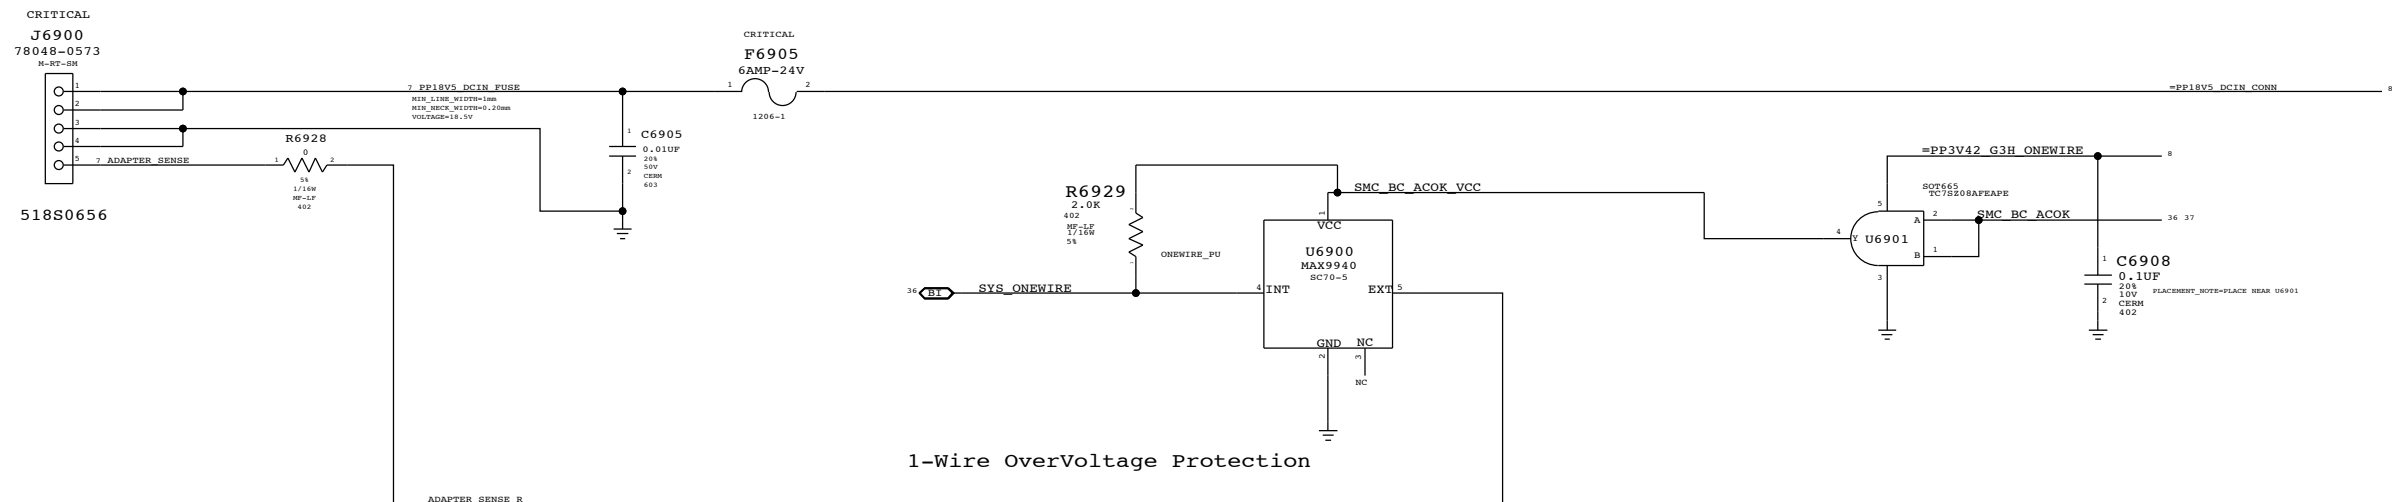 CRITICAL
J6900
78048-0573
M-RT-SM
1
2
3
4
5
518S0656
7 PP18V5_DCIN_FUSE
MIN_LINE_WIDTH=1mm
MIN_NECK_WIDTH=0.20mm
VOLTAGE=18.5V
7 ADAPTER_SENSE
R6928
0
1
2
5%
1/16W
MF-LF
402
ADAPTER_SENSE_R
1
C6905
0.01UF
20%
50V
CERM
603
2
CRITICAL
F6905
6AMP-24V
1
2
1206-1
=PP18V5_DCIN_CONN
8
R6929
2.0K
402
MF-LF
1/16W
5%
ONEWIRE_PU
36 BI SYS_ONEWIRE
SMC_BC_ACOK_VCC
1
VCC
U6900
MAX9940
SC70-5
4 INT
EXT 5
GND NC
2
3
NC
1-Wire OverVoltage Protection
=PP3V42_G3H_ONEWIRE
8
SOT665
TC7SZ08AFEAPE
5
A 2 SMC_BC_ACOK
36 37
4 Y U6901
B 1
3
1
C6908
0.1UF
20%
10V
CERM
402
2
PLACEMENT_NOTE=PLACE NEAR U6901